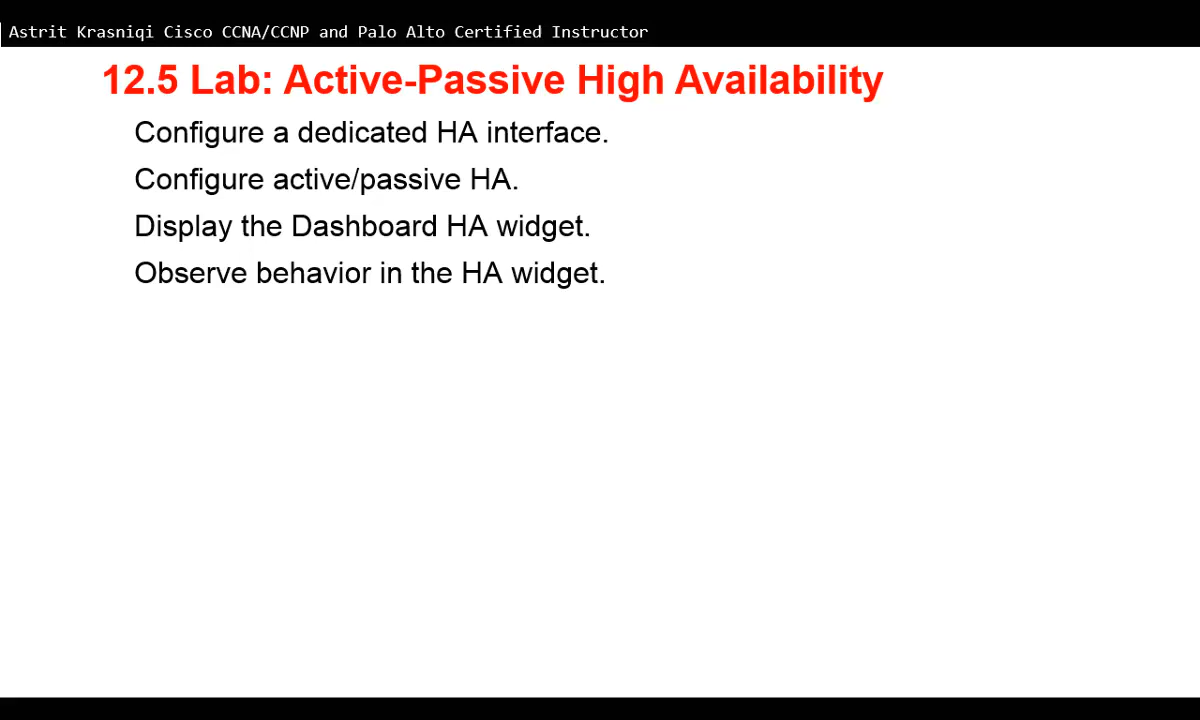 Astrit Krasniqi Cisco CCNA/CCNP and Palo Alto Certified Instructor
12.5 Lab: Active-Passive High Availability
Configure a dedicated HA interface.
Configure active/passive HA.
Display the Dashboard HA widget.
Observe behavior in the HA widget.